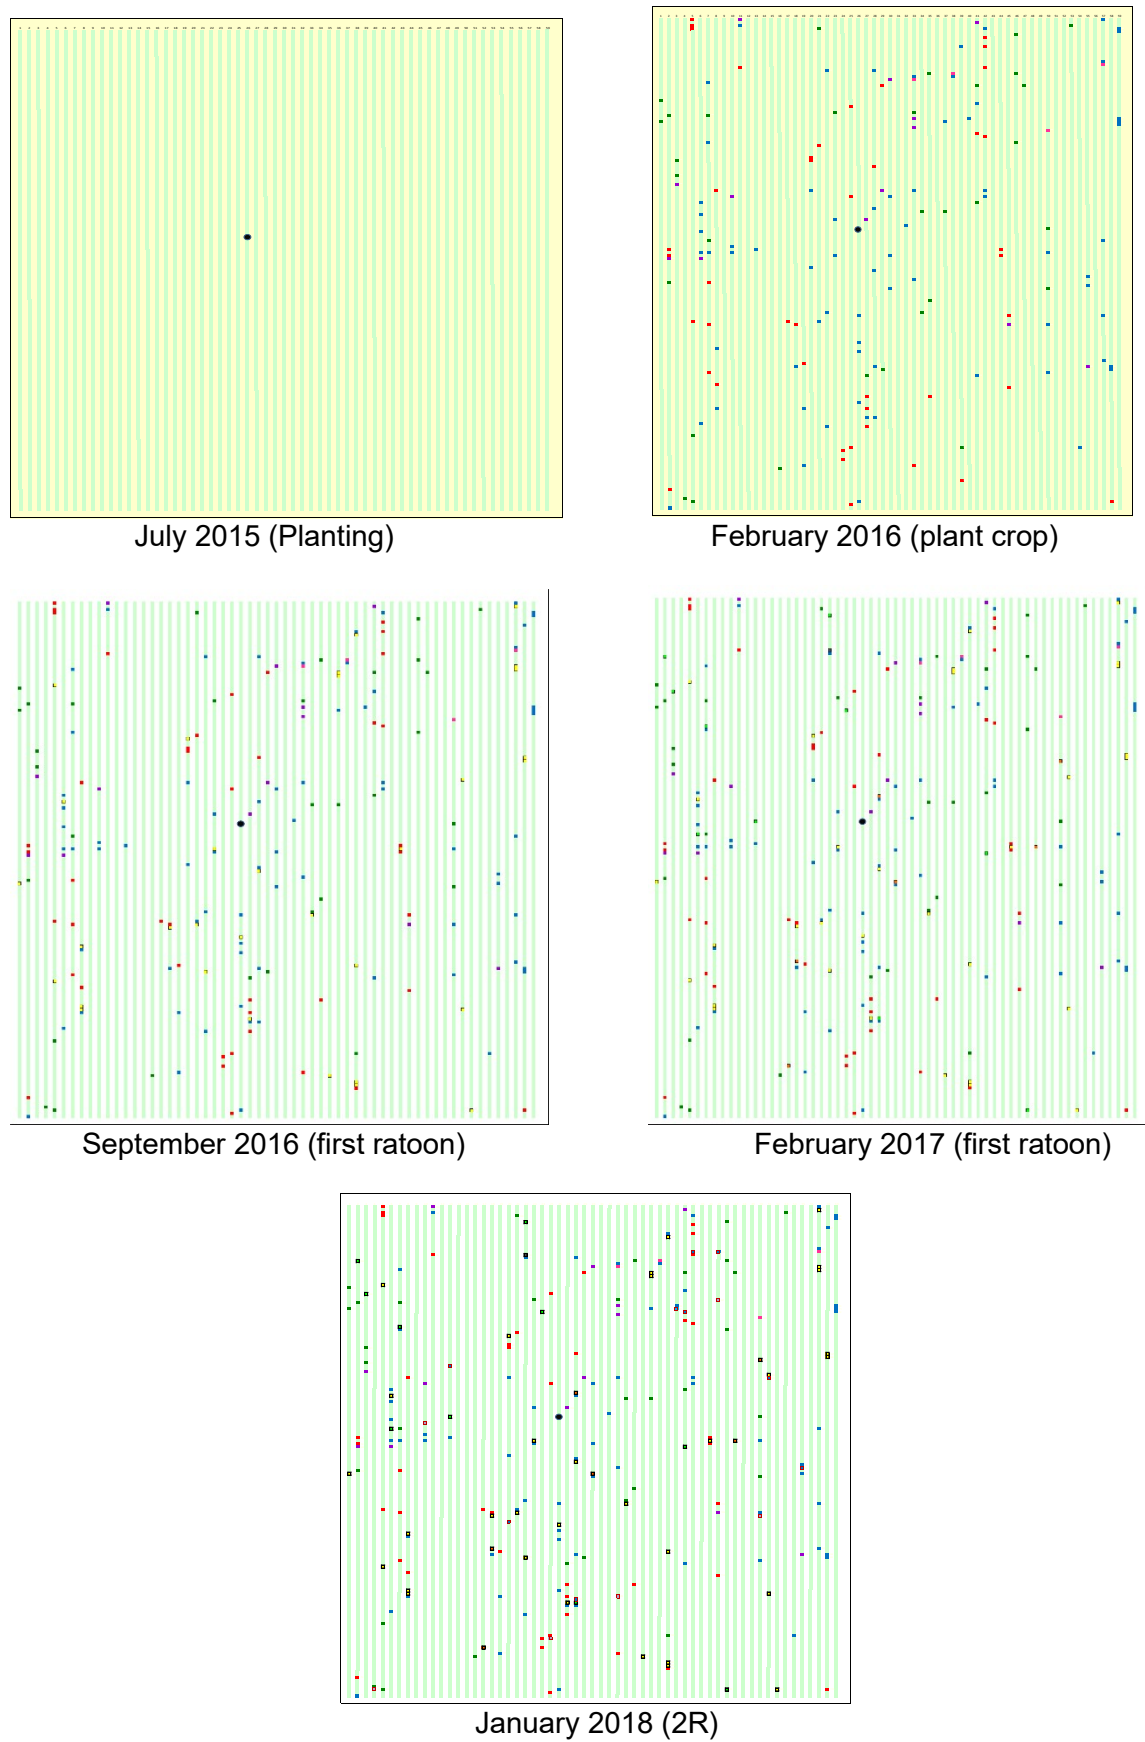 July 2015 (Planting)
February 2016 (plant crop)
September 2016 (first ratoon)
February 2017 (first ratoon)
January 2018 (2R)